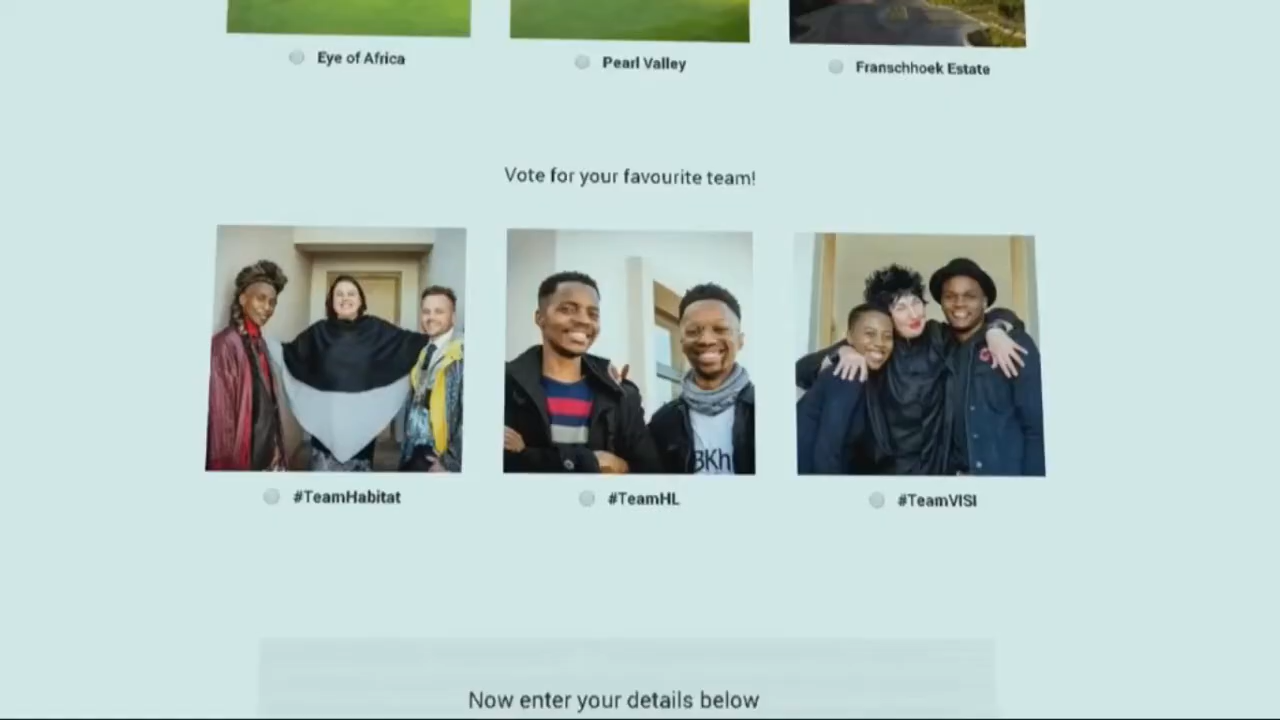 Eye of Africa
Pearl Valley
Franschhoek Estate
Vote for your favourite team!
#TeamHabitat
#TeamHL
#TeamVISI
Now enter your details below